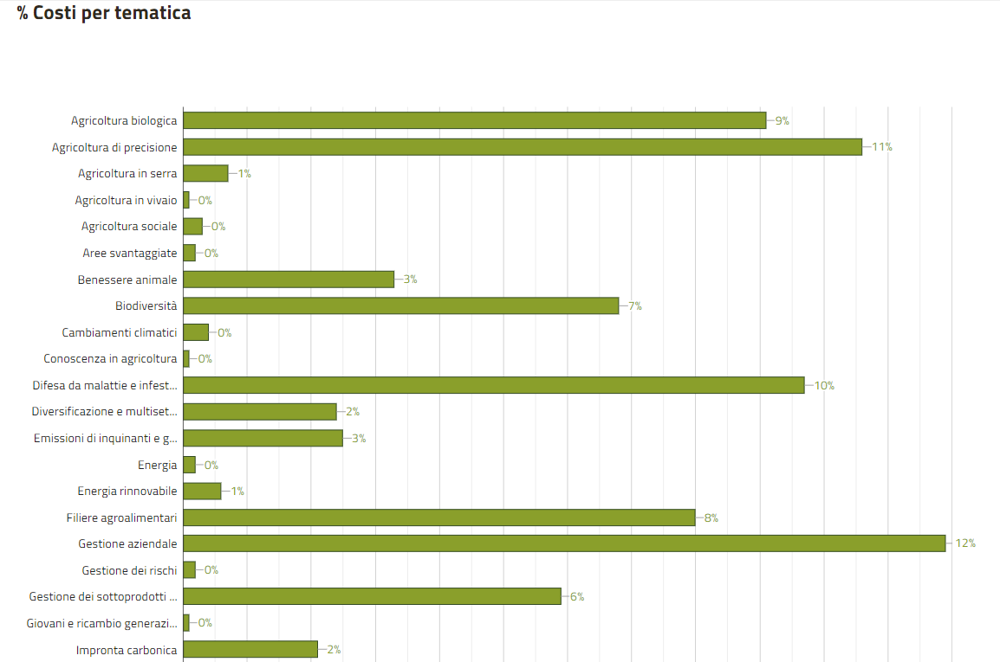 % Costi per tematica
Agricoltura biologica 9%
Agricoltura di precisione 11%
Agricoltura in serra 1%
Agricoltura in vivaio 0%
Agricoltura sociale 0%
Aree svantaggiate 0%
Benessere animale 3%
Biodiversità 7%
Cambiamenti climatici 0%
Conoscenza in agricoltura 0%
Difesa da malattie e infest... 10%
Diversificazione e multiset... 2%
Emissioni di inquinanti e g... 3%
Energia 0%
Energia rinnovabile 1%
Filiere agroalimentari 8%
Gestione aziendale 12%
Gestione dei rischi 0%
Gestione dei sottoprodotti ... 6%
Giovani e ricambio generazi... 0%
Impronta carbonica 2%